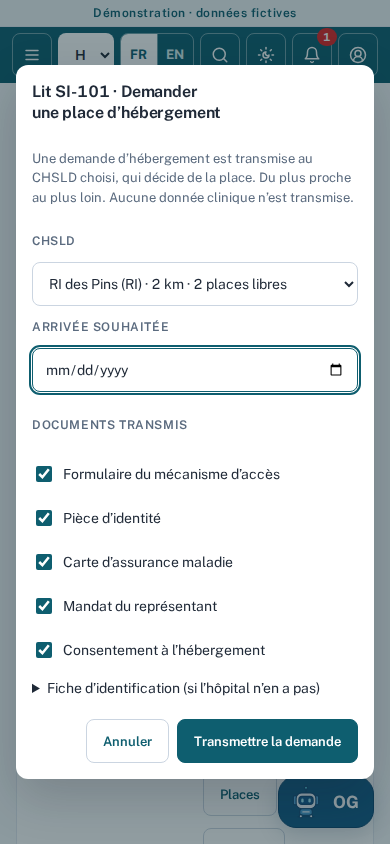 Démonstration · données fictives
H
FR
EN
1
Lit SI-101 · Demander
une place d’hébergement
Une demande d’hébergement est transmise au
CHSLD choisi, qui décide de la place. Du plus proche
au plus loin. Aucune donnée clinique n’est transmise.
CHSLD
RI des Pins (RI) · 2 km · 2 places libres
ARRIVÉE SOUHAITÉE
mm/dd/yyyy
DOCUMENTS TRANSMIS
Formulaire du mécanisme d’accès
Pièce d’identité
Carte d’assurance maladie
Mandat du représentant
Consentement à l’hébergement
Fiche d’identification (si l’hôpital n’en a pas)
Annuler
Transmettre la demande
Places
OG